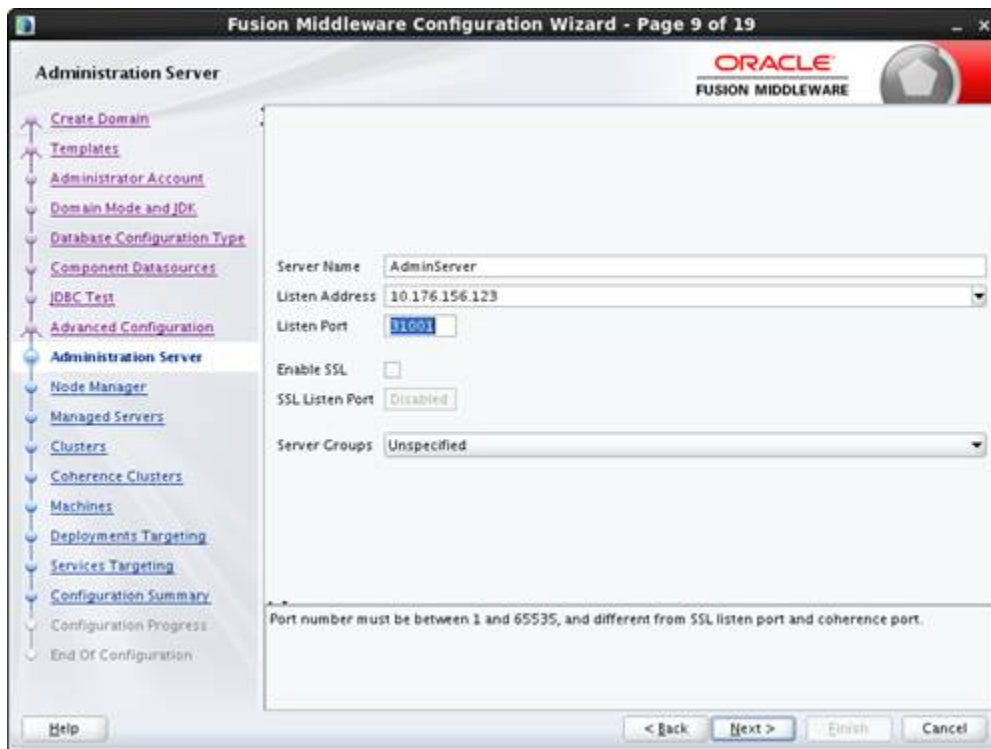 Fusion Middleware Configuration Wizard - Page 9 of 19
Administration Server
ORACLE
FUSION MIDDLEWARE
Create Domain
Templates
Administrator Account
Domain Mode and JDK
Database Configuration Type
Component Datasources
JDBC Test
Advanced Configuration
Administration Server
Node Manager
Managed Servers
Clusters
Coherence Clusters
Machines
Deployments Targeting
Services Targeting
Configuration Summary
Configuration Progress
End Of Configuration
Server Name AdminServer
Listen Address 10.176.156.123
Listen Port 31001
Enable SSL
SSL Listen Port Disabled
Server Groups Unspecified
Port number must be between 1 and 65535, and different from SSL listen port and coherence port.
Help < Back Next > Finish Cancel